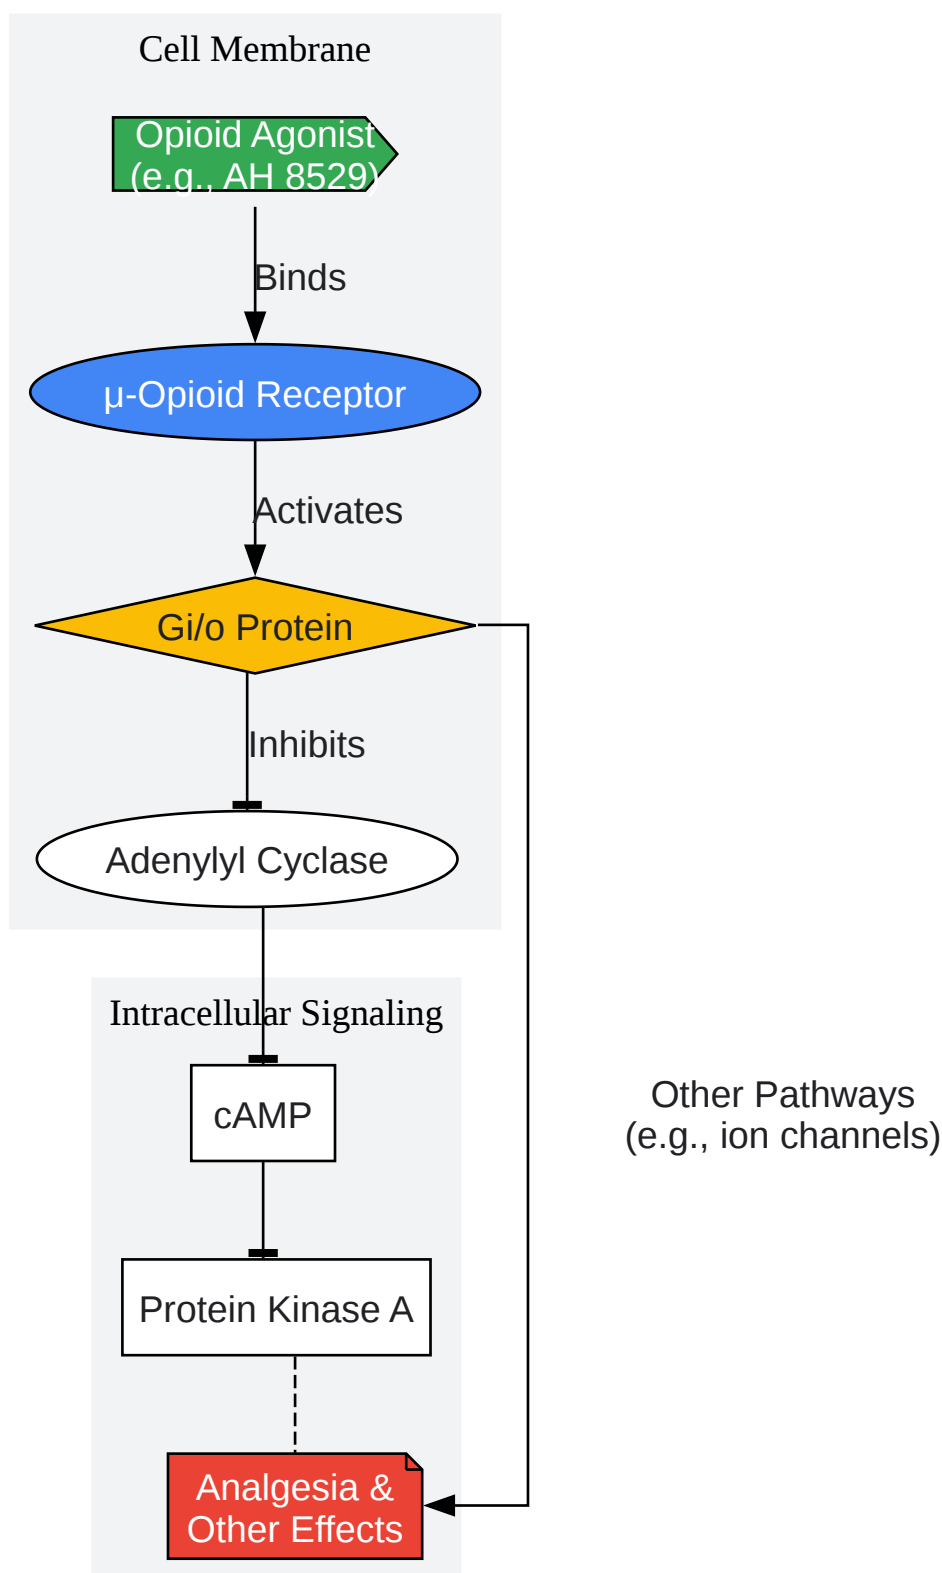 Cell Membrane
Opioid Agonist
(e.g., AH 8529)
Binds
μ-Opioid Receptor
Activates
Gi/o Protein
Inhibits
Adenylyl Cyclase
Intracellular Signaling
cAMP
Other Pathways
(e.g., ion channels)
Protein Kinase A
Analgesia &
Other Effects